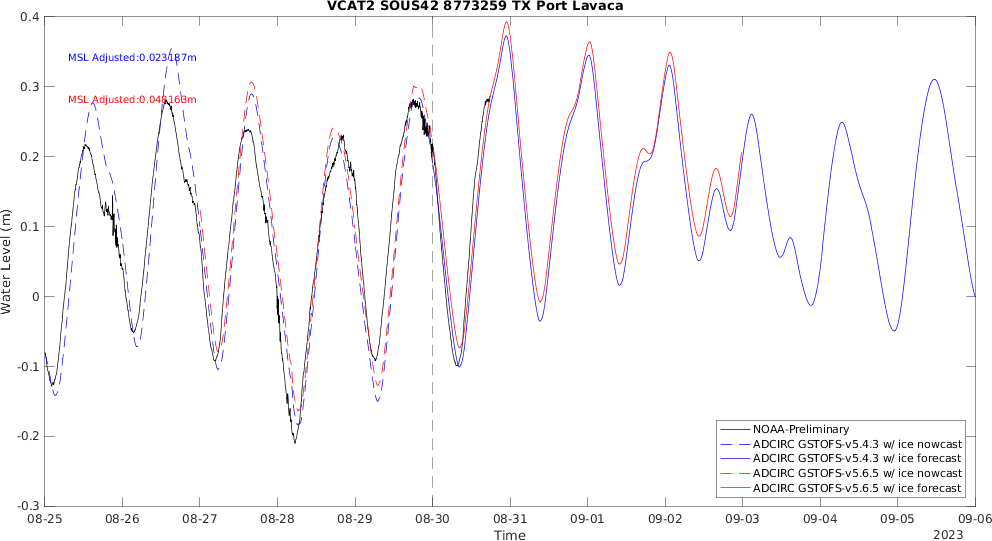 VCAT2 SOUS42 8773259 TX Port Lavaca
MSL Adjusted:0.023187m
MSL Adjusted:0.048163m
Water Level (m)
0.4
0.3
0.2
0.1
0
-0.1
-0.2
-0.3
NOAA-Preliminary
ADCIRC GSTOFS-v5.4.3 w/ ice nowcast
ADCIRC GSTOFS-v5.4.3 w/ ice forecast
ADCIRC GSTOFS-v5.6.5 w/ ice nowcast
ADCIRC GSTOFS-v5.6.5 w/ ice forecast
08-25 08-26 08-27 08-28 08-29 08-30 08-31 09-01 09-02 09-03 09-04 09-05 09-06
Time
2023